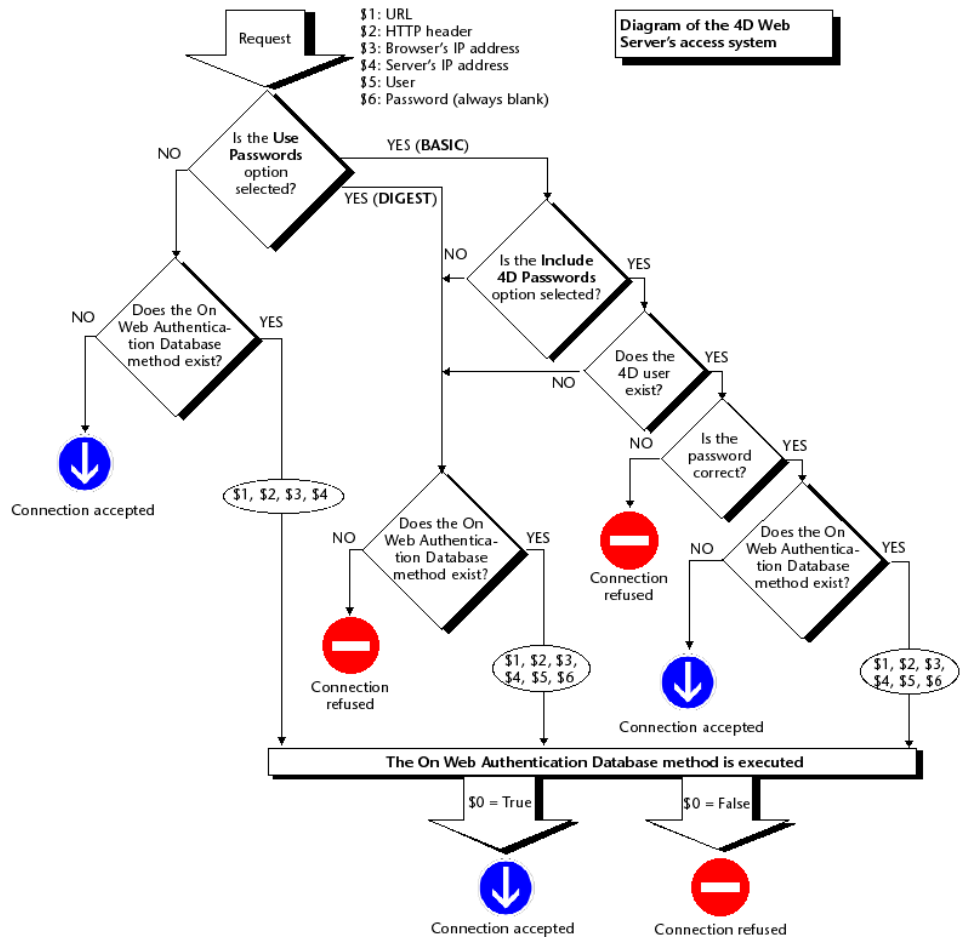 Request
$1: URL
$2: HTTP header
$3: Browser's IP address
$4: Server's IP address
$5: User
$6: Password (always blank)
Diagram of the 4D Web
Server's access system
Is the Use
Passwords
option
selected?
NO
YES (BASIC)
YES (DIGEST)
Does the On
Web Authentica-
tion Database
method exist?
NO
YES
Connection accepted
$1, $2, $3, $4
Is the Include
4D Passwords
option selected?
NO
YES
Does the
4D user
exist?
NO
YES
Is the
password
correct?
NO
YES
Connection
refused
Does the On
Web Authentica-
tion Database
method exist?
NO
YES
Connection
refused
$1, $2, $3,
$4, $5, $6
Does the On
Web Authentica-
tion Database
method exist?
NO
YES
Connection accepted
$1, $2, $3,
$4, $5, $6
The On Web Authentication Database method is executed
$0 = True
$0 = False
Connection accepted
Connection refused